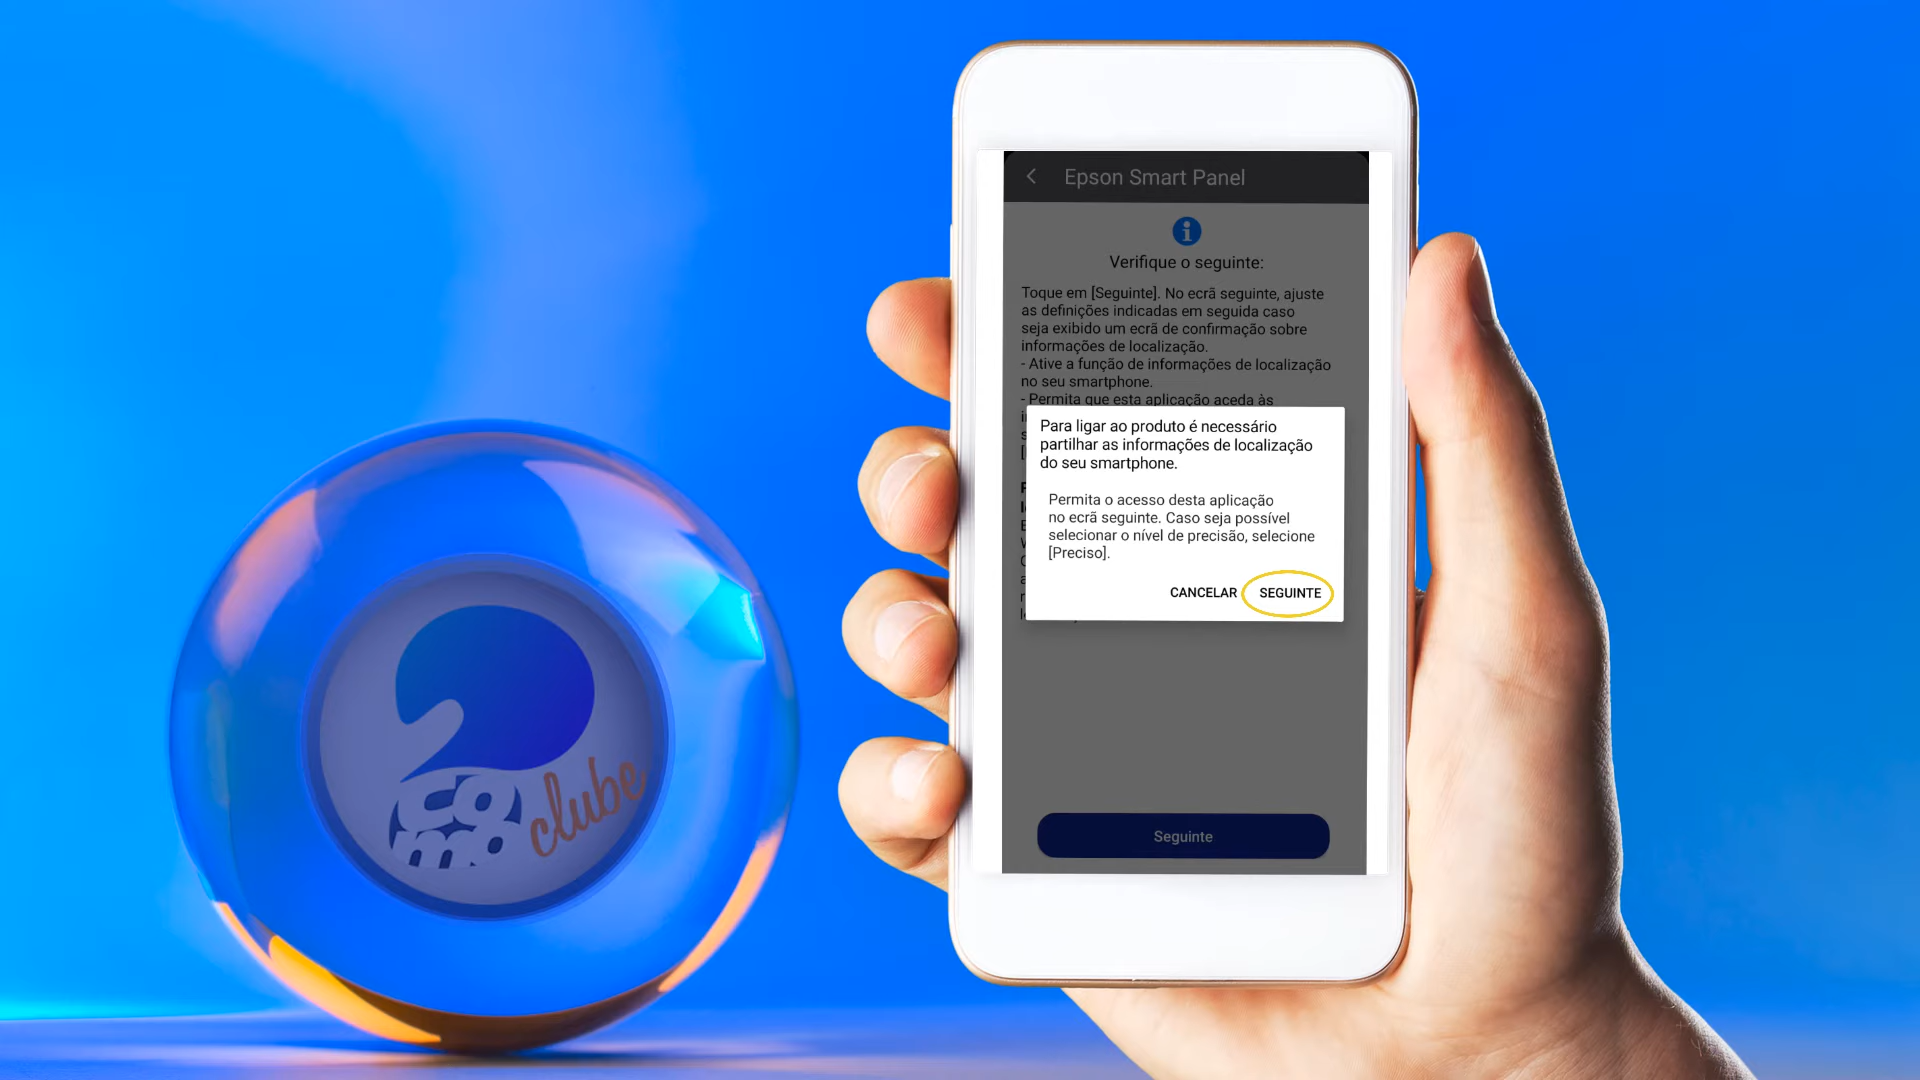 Epson Smart Panel
Verifique o seguinte:
Toque em [Seguinte]. No ecrã seguinte, ajuste
as definições indicadas em seguida caso
seja exibido um ecrã de confirmação sobre
informações de localização.
- Ative a função de informações de localização
no seu smartphone.
- Permita que esta aplicação aceda às
Para ligar ao produto é necessário
partilhar as informações de localização
do seu smartphone.
Permita o acesso desta aplicação
no ecrã seguinte. Caso seja possível
selecionar o nível de precisão, selecione
[Preciso].
CANCELAR SEGUINTE
Seguinte
co
mo
clube